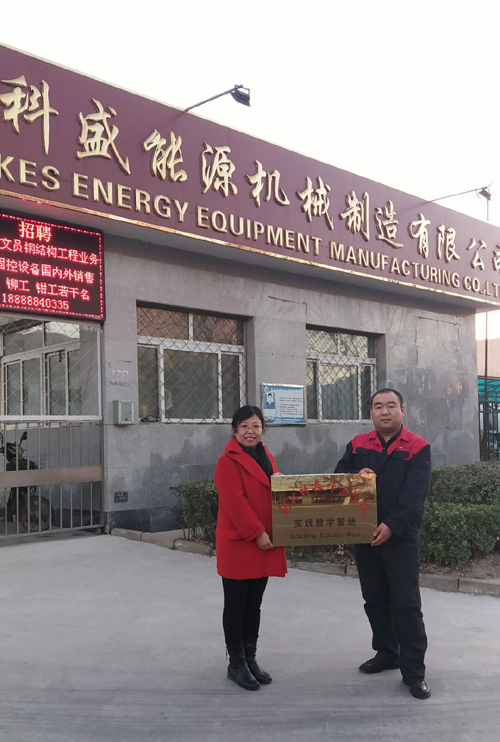 科盛能源机械制造有限公
KES ENERGY EQUIPMENT MANUFACTURING CO.,LT
招聘
文员钢结构工程业务
控设备国内外销售
铆工 钳工若干名
18888840335
实践教学基地
Teaching Practice Base